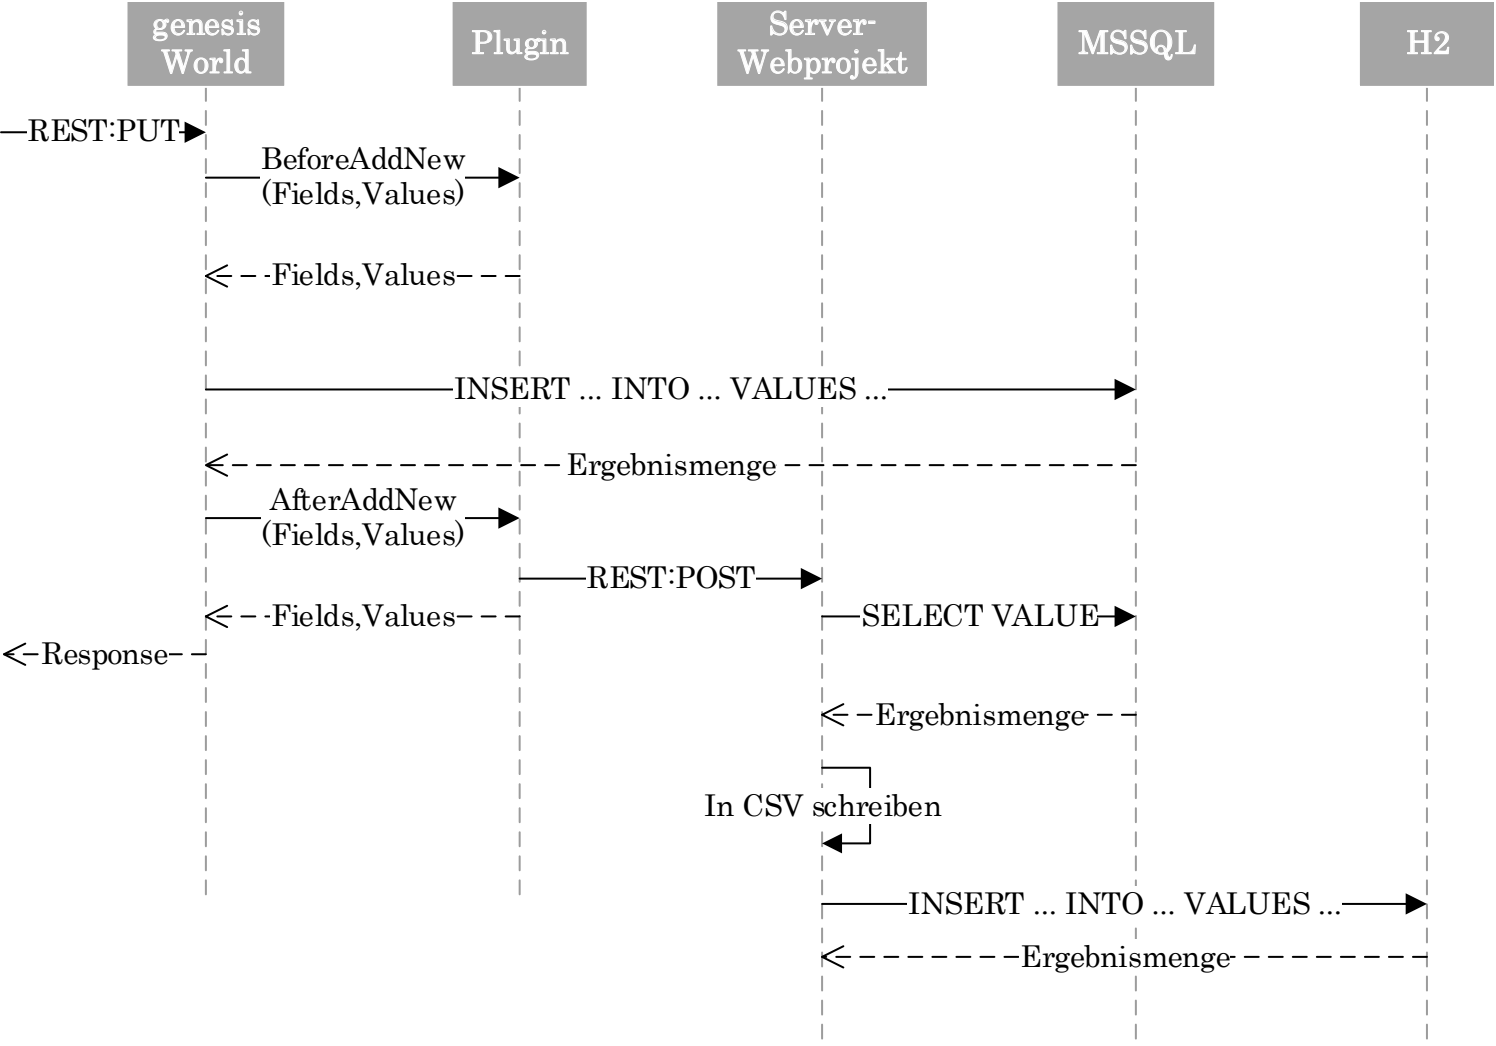 genesis
World
Plugin
Server-
Webprojekt
MSSQL
H2
REST:PUT
BeforeAddNew
(Fields,Values)
Fields,Values
INSERT ... INTO ... VALUES ...
Ergebnismenge
AfterAddNew
(Fields,Values)
REST:POST
Fields,Values
SELECT VALUE
Response
Ergebnismenge
In CSV schreiben
INSERT ... INTO ... VALUES ...
Ergebnismenge